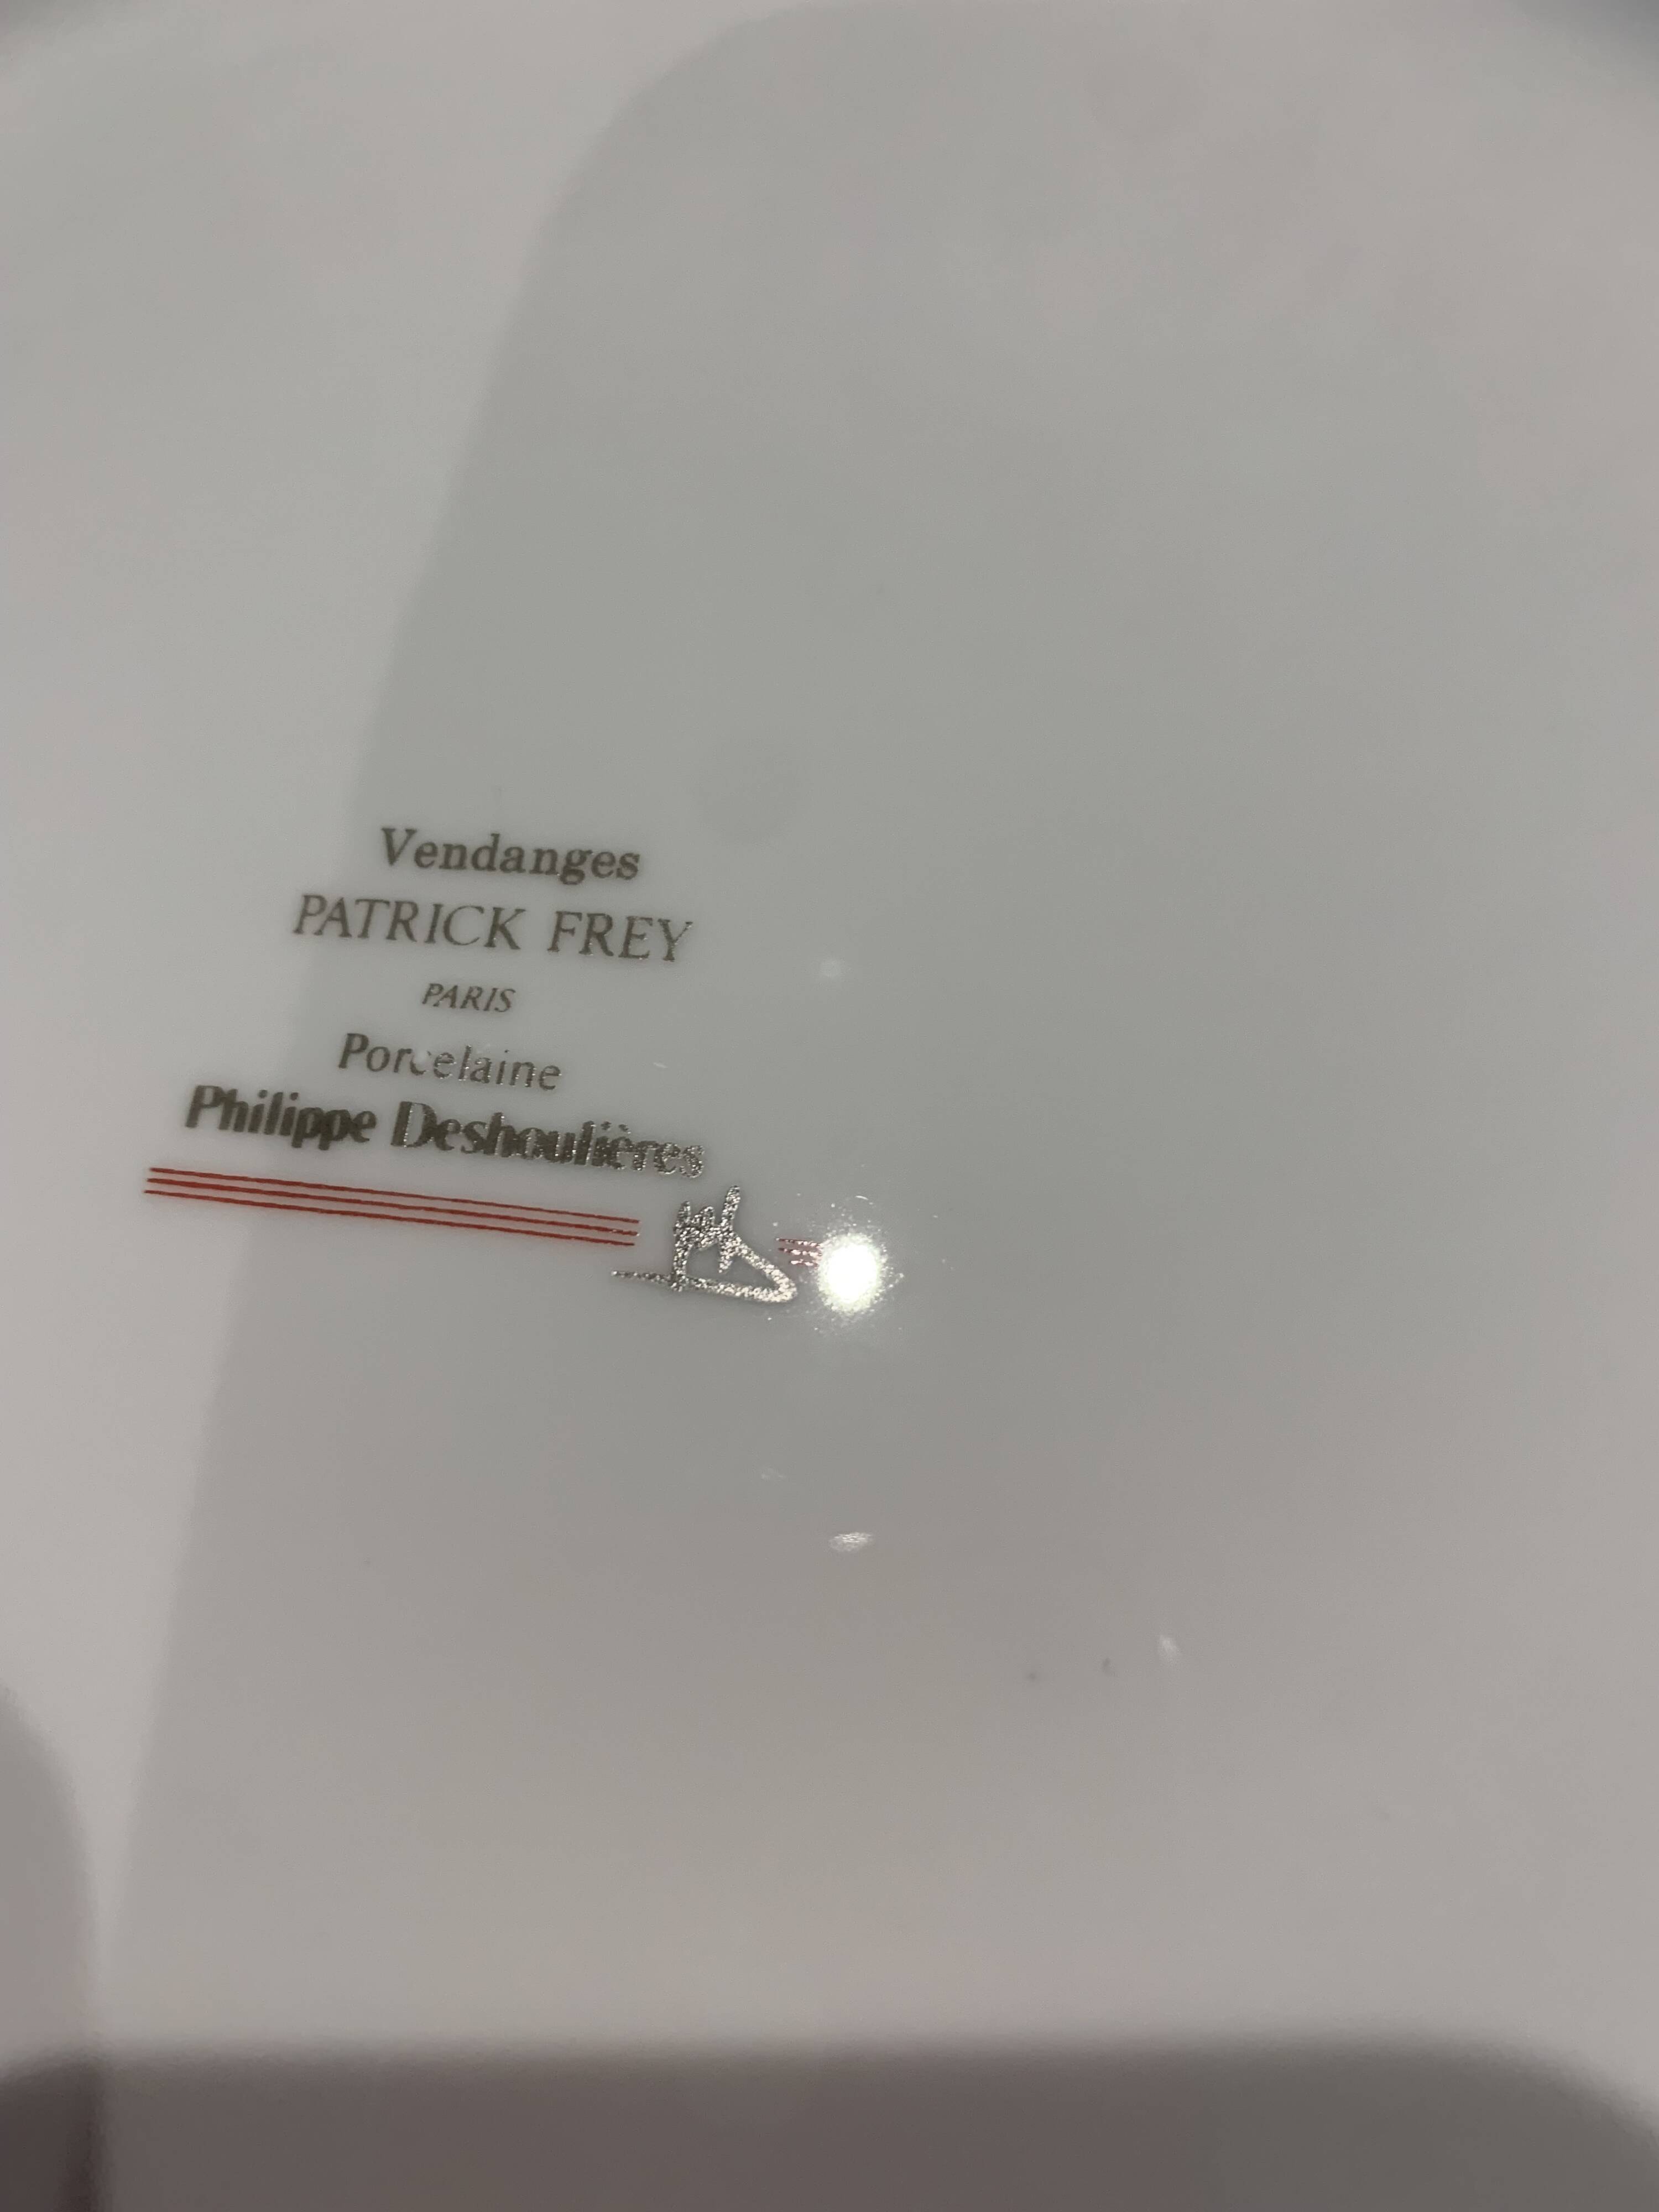 Vendanges
PATRICK FREY
PARIS
Porcelaine
Philippe Deshoulières